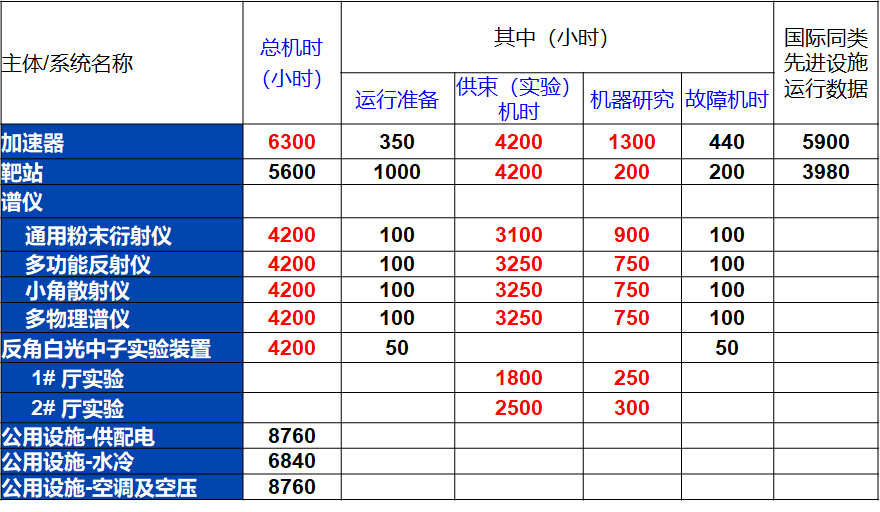 主体/系统名称 总机时（小时） 其中（小时） 国际同类先进设施运行数据
运行准备 供束（实验）机时 机器研究 故障机时
加速器 6300 350 4200 1300 440 5900
靶站 5600 1000 4200 200 200 3980
谱仪
通用粉末衍射仪 4200 100 3100 900 100
多功能反射仪 4200 100 3250 750 100
小角散射仪 4200 100 3250 750 100
多物理谱仪 4200 100 3250 750 100
反角白光中子实验装置 4200 50 50
1# 厅实验 1800 250
2# 厅实验 2500 300
公用设施-供配电 8760
公用设施-水冷 6840
公用设施-空调及空压 8760